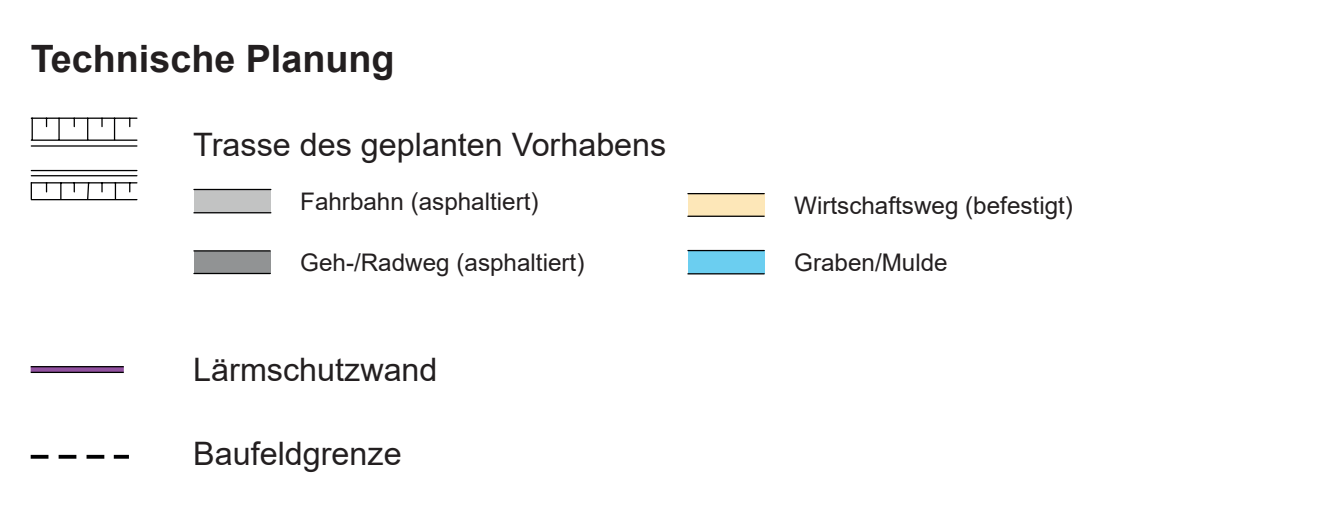 Technische Planung
Trasse des geplanten Vorhabens
Fahrbahn (asphaltiert)
Wirtschaftsweg (befestigt)
Geh-/Radweg (asphaltiert)
Graben/Mulde
Lärmschutzwand
Baufeldgrenze